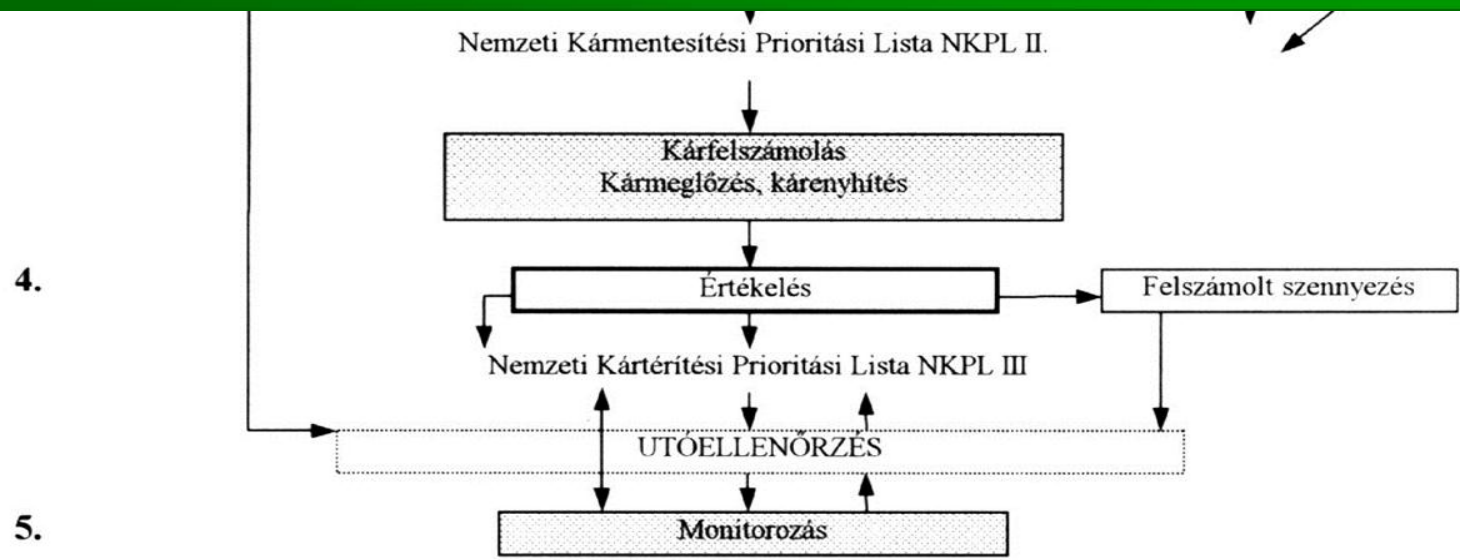 Nemzeti Kármentesítési Prioritási Lista NKPL II.
Kárfelszámolás
Kármeglőzés, kárenyhítés
4.
Értékelés
Felszámolt szennyezés
Nemzeti Kártérítési Prioritási Lista NKPL III
UTÓELLENŐRZÉS
5.
Monitorozás